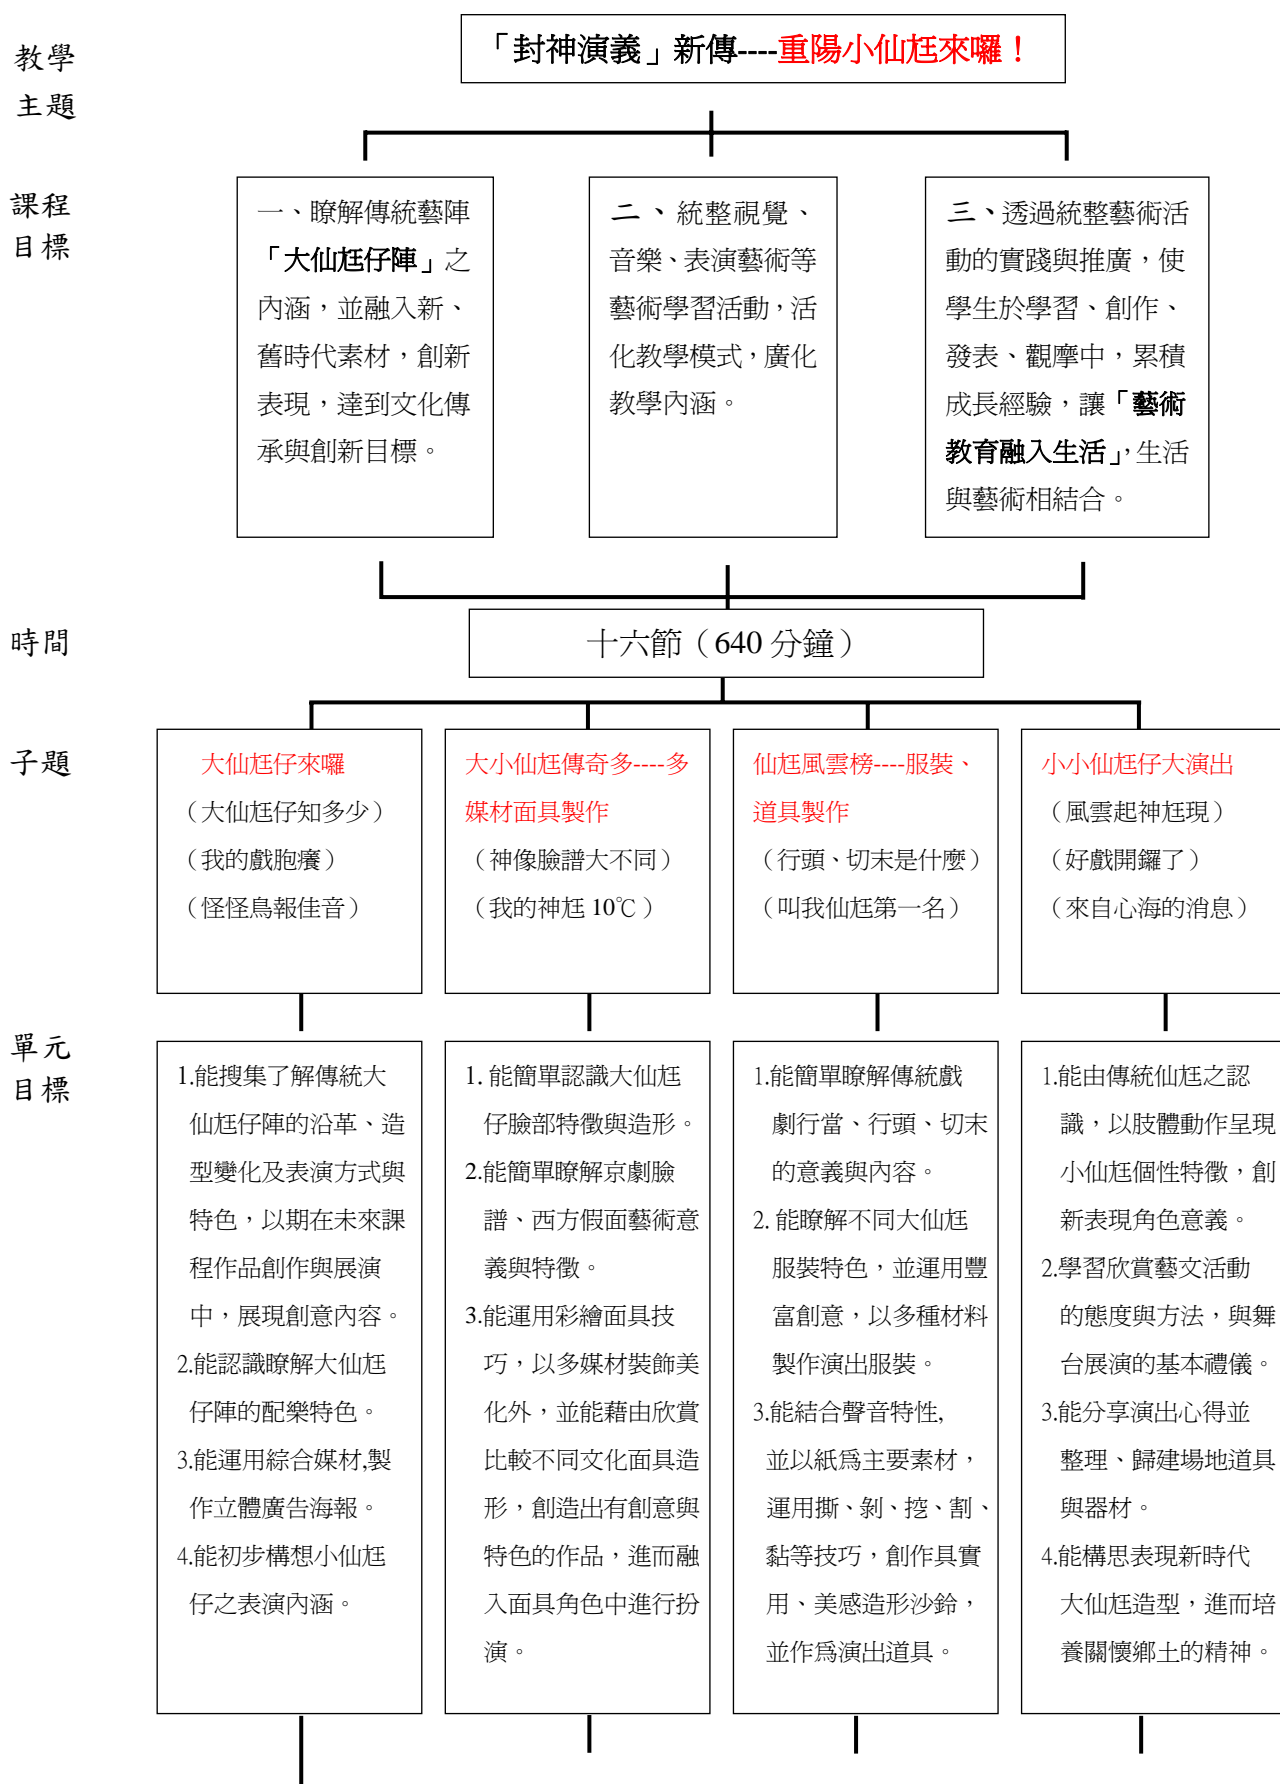 教學
主題
「封神演義」新傳----重陽小仙尪來囉！
課程
目標
一、瞭解傳統藝陣
「大仙尪仔陣」之
內涵，並融入新、
舊時代素材，創新
表現，達到文化傳
承與創新目標。
二、統整視覺、
音樂、表演藝術等
藝術學習活動，活
化教學模式，廣化
教學內涵。
三、透過統整藝術活
動的實踐與推廣，使
學生於學習、創作、
發表、觀摩中，累積
成長經驗，讓「藝術
教育融入生活」，生活
與藝術相結合。
時間
十六節（640 分鐘）
子題
大仙尪仔來囉
（大仙尪仔知多少）
（我的戲胞癢）
（怪怪鳥報佳音）
大小仙尪傳奇多----多
媒材面具製作
（神像臉譜大不同）
（我的神尪 10℃）
仙尪風雲榜----服裝、
道具製作
（行頭、切末是什麼）
（叫我仙尪第一名）
小小仙尪仔大演出
（風雲起神尪現）
（好戲開鑼了）
（來自心海的消息）
單元
目標
1.能搜集了解傳統大
仙尪仔陣的沿革、造
型變化及表演方式與
特色，以期在未來課
程作品創作與展演
中，展現創意內容。
2.能認識瞭解大仙尪
仔陣的配樂特色。
3.能運用綜合媒材,製
作立體廣告海報。
4.能初步構想小仙尪
仔之表演內涵。
1. 能簡單認識大仙尪
仔臉部特徵與造形。
2.能簡單瞭解京劇臉
譜、西方假面藝術意
義與特徵。
3.能運用彩繪面具技
巧，以多媒材裝飾美
化外，並能藉由欣賞
比較不同文化面具造
形，創造出有創意與
特色的作品，進而融
入面具角色中進行扮
演。
1.能簡單瞭解傳統戲
劇行當、行頭、切末
的意義與內容。
2. 能瞭解不同大仙尪
服裝特色，並運用豐
富創意，以多種材料
製作演出服裝。
3.能結合聲音特性,
並以紙為主要素材，
運用撕、剝、挖、割、
黏等技巧，創作具實
用、美感造形沙鈴，
並作為演出道具。
1.能由傳統仙尪之認
識，以肢體動作呈現
小仙尪個性特徵，創
新表現角色意義。
2.學習欣賞藝文活動
的態度與方法，與舞
台展演的基本禮儀。
3.能分享演出心得並
整理、歸建場地道具
與器材。
4.能構思表現新時代
大仙尪造型，進而培
養關懷鄉土的精神。